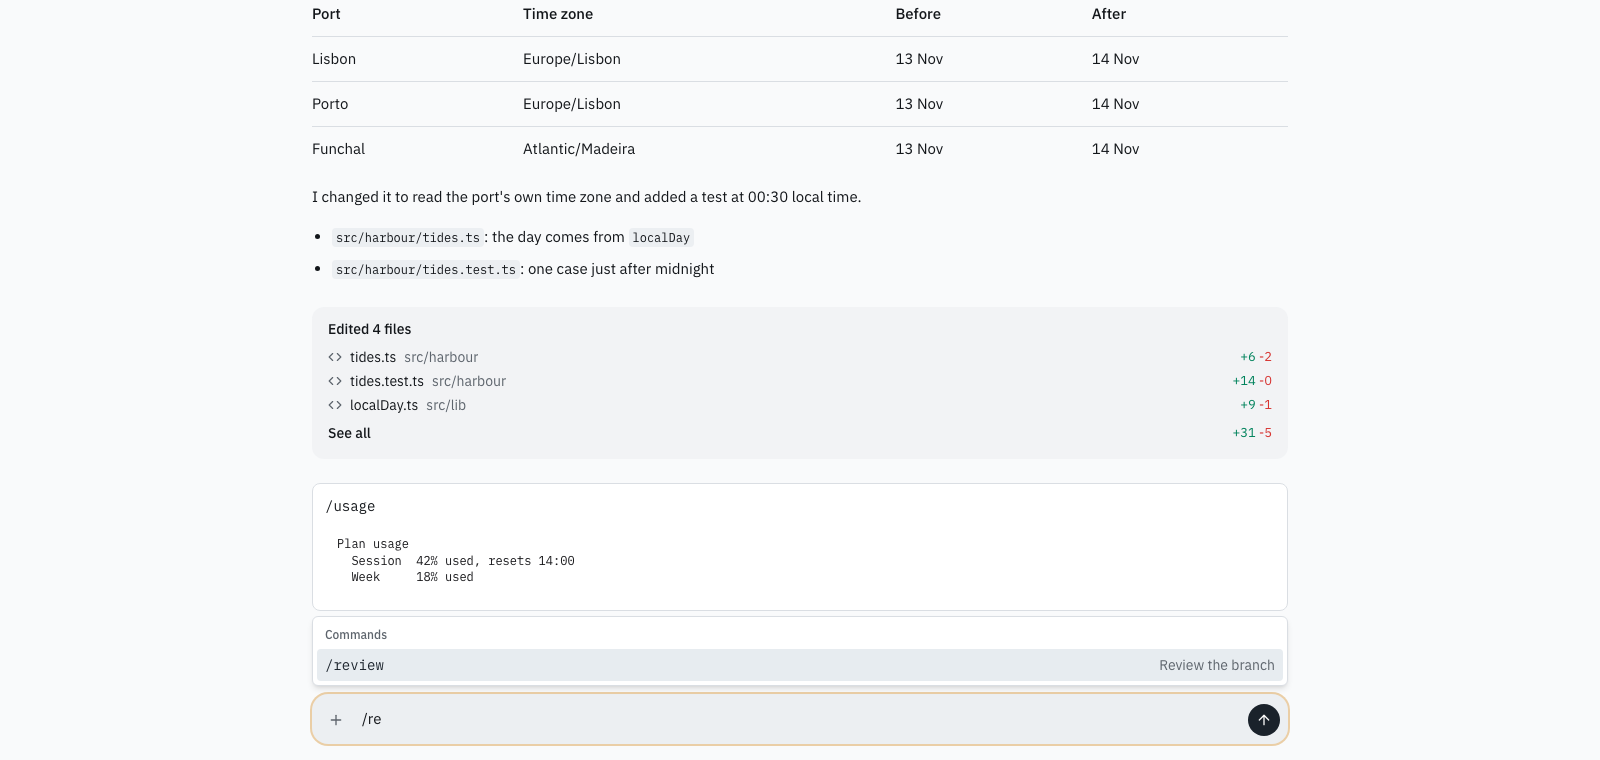 Port Time zone Before After
Lisbon Europe/Lisbon 13 Nov 14 Nov
Porto Europe/Lisbon 13 Nov 14 Nov
Funchal Atlantic/Madeira 13 Nov 14 Nov
I changed it to read the port's own time zone and added a test at 00:30 local time.
src/harbour/tides.ts: the day comes from localDay
src/harbour/tides.test.ts: one case just after midnight
Edited 4 files
tides.ts src/harbour +6 -2
tides.test.ts src/harbour +14 -0
localDay.ts src/lib +9 -1
See all +31 -5
/usage
Plan usage
Session 42% used, resets 14:00
Week 18% used
Commands
/review Review the branch
/re